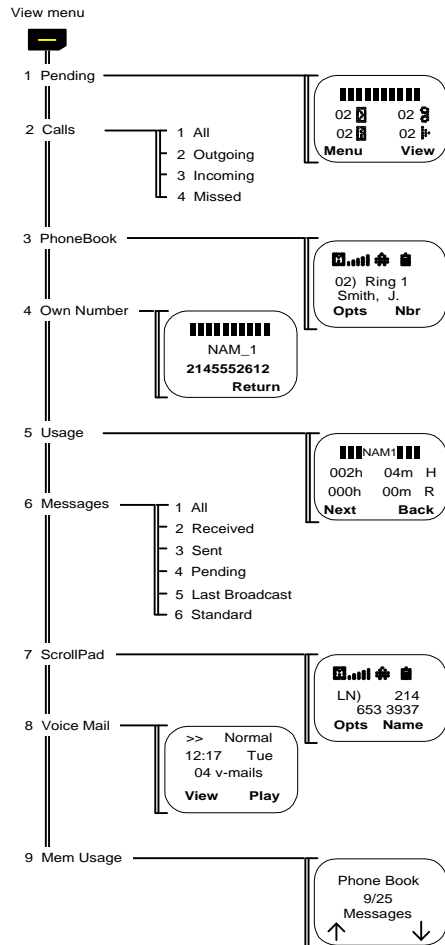 View menu
1 Pending
02 02
02 02
Menu View
2 Calls
1 All
2 Outgoing
3 Incoming
4 Missed
3 PhoneBook
02) Ring 1
Smith, J.
Opts Nbr
4 Own Number
NAM_1
2145552612
Return
5 Usage
NAM1
002h 04m H
000h 00m R
Next Back
6 Messages
1 All
2 Received
3 Sent
4 Pending
5 Last Broadcast
6 Standard
7 ScrollPad
LN) 214
653 3937
Opts Name
8 Voice Mail
>> Normal
12:17 Tue
04 v-mails
View Play
9 Mem Usage
Phone Book
9/25
Messages